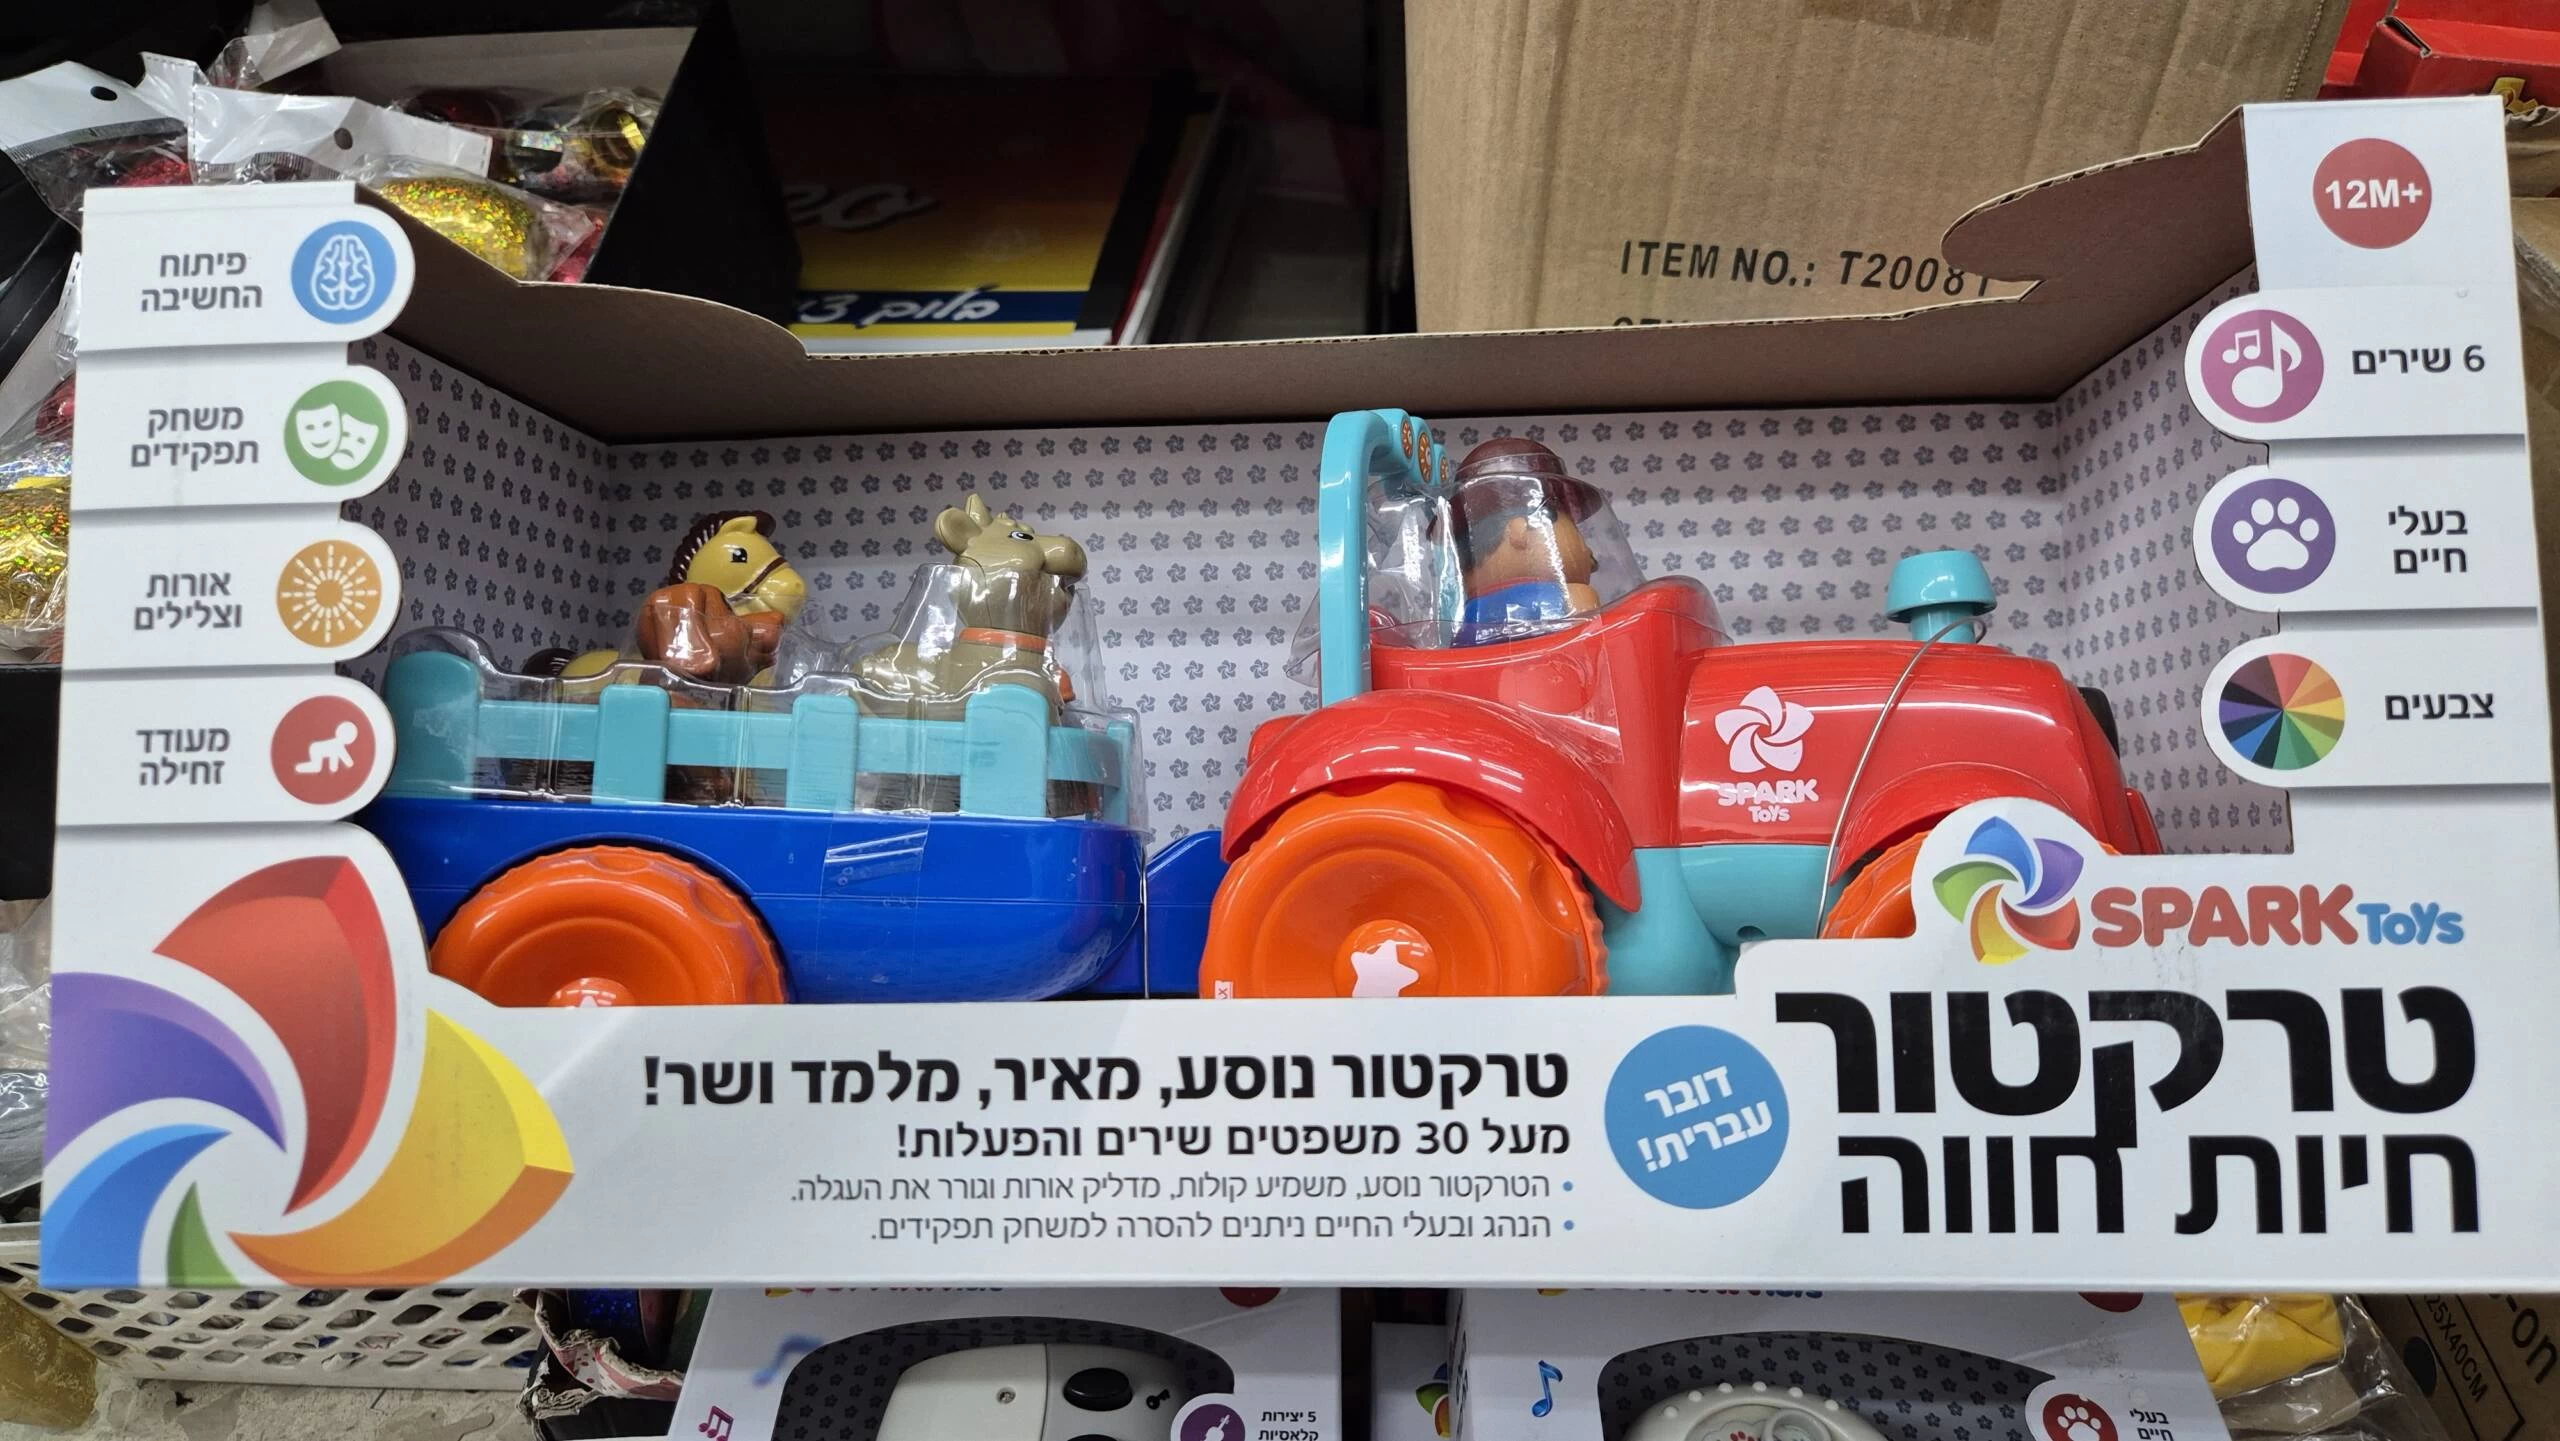 ITEM NO.: T20081
12M+
פיתוח
החשיבה
משחק
תפקידים
אורות
וצלילים
מעודד
זחילה
6 שירים
בעלי
חיים
צבעים
SPARK
Toys
SPARK Toys
טרקטור
חיות חווה
דובר
עברית!
טרקטור נוסע, מאיר, מלמד ושר!
מעל 30 משפטים שירים והפעלות!
• הטרקטור נוסע, משמיע קולות, מדליק אורות וגורר את העגלה.
• הנהג ובעלי החיים ניתנים להסרה למשחק תפקידים.
5 יצירות
קלאסיות
בעלי
חיים
25X40CM